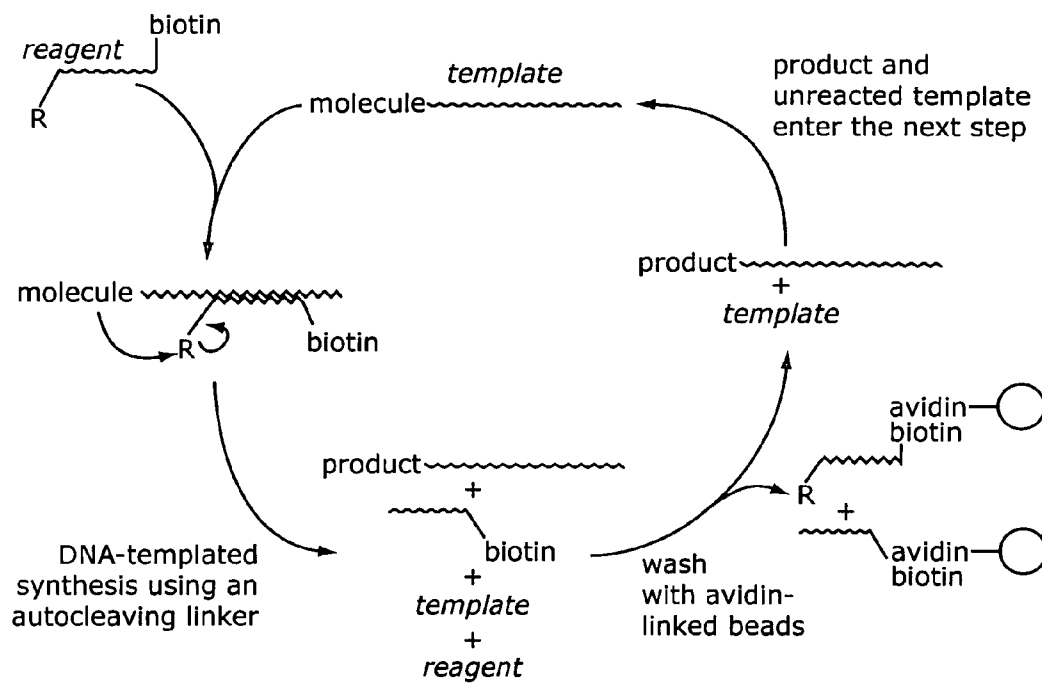 biotin
reagent
R
template
molecule
product and
unreacted template
enter the next step
molecule
R
biotin
product
+
template
avidin
biotin
R
+
avidin
biotin
product
+
biotin
+
template
+
reagent
DNA-templated
synthesis using an
autocleaving linker
wash
with avidin-
linked beads